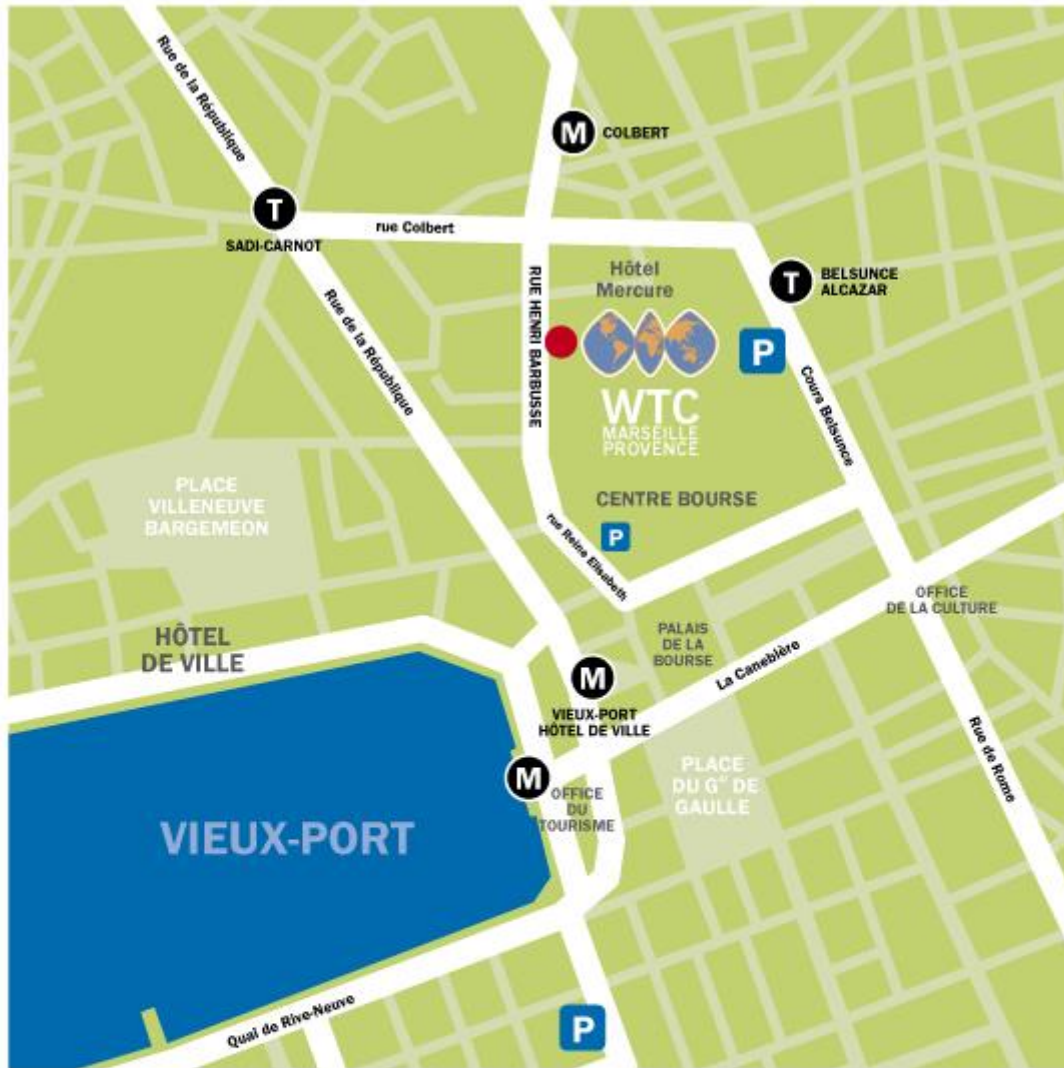 Rue de la République
M
COLBERT
T
SADI-CARNOT
rue Colbert
T
BELSUNCE
ALCAZAR
Hôtel
Mercure
RUE HENRI BARBUSSE
Rue de la République
P
WTC
MARSEILLE
PROVENCE
Cours Belsunce
PLACE
VILLENEUVE
BARGEMEON
CENTRE BOURSE
P
rue Reine Elisabeth
OFFICE
DE LA CULTURE
HÔTEL
DE VILLE
PALAIS
DE LA
BOURSE
La Canebière
M
VIEUX-PORT
HÔTEL DE VILLE
Rue de Rome
M
OFFICE
DU
TOURISME
PLACE
DU Gᵃˡ DE
GAULLE
VIEUX-PORT
Quai de Rive-Neuve
P